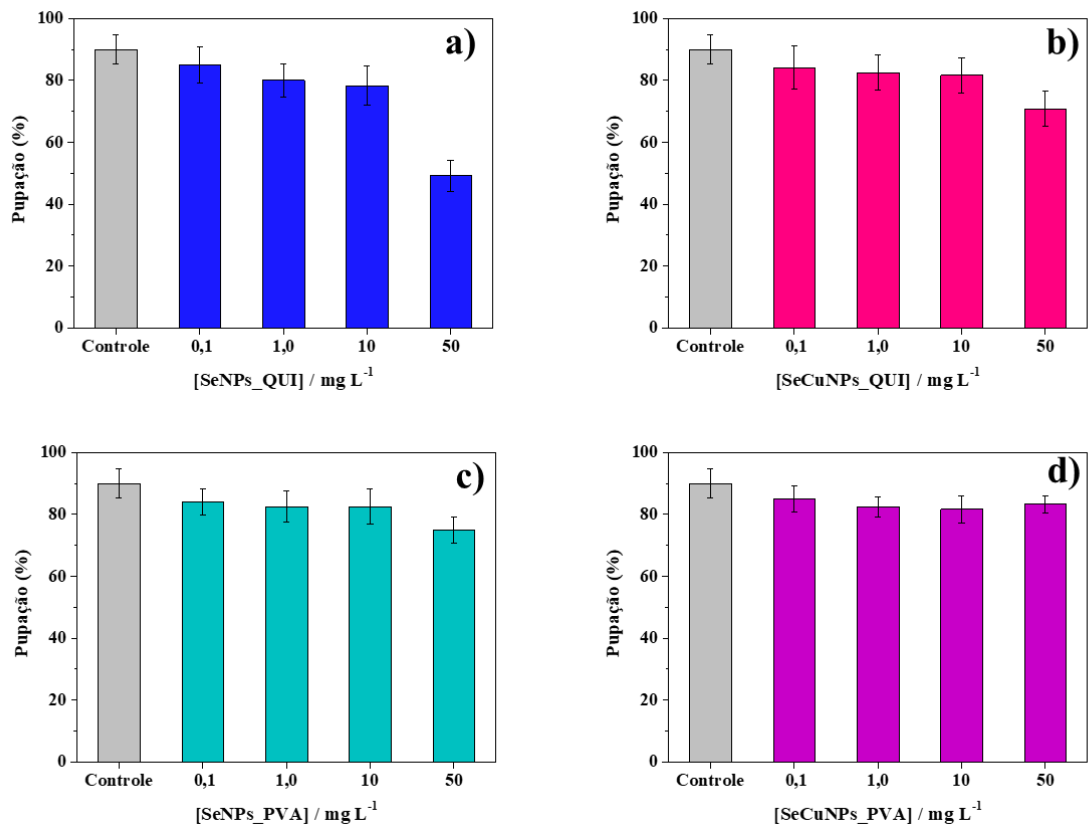 a)
100
80
60
40
20
0
Pupação (%)
Controle 0,1 1,0 10 50
[SeNPs_QUI] / mg L⁻¹
b)
100
80
60
40
20
0
Pupação (%)
Controle 0,1 1,0 10 50
[SeCuNPs_QUI] / mg L⁻¹
c)
100
80
60
40
20
0
Pupação (%)
Controle 0,1 1,0 10 50
[SeNPs_PVA] / mg L⁻¹
d)
100
80
60
40
20
0
Pupação (%)
Controle 0,1 1,0 10 50
[SeCuNPs_PVA] / mg L⁻¹